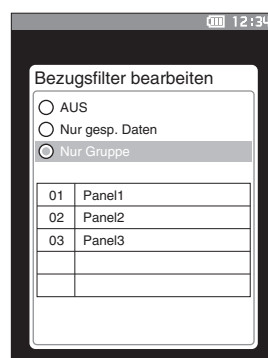 12:34
Bezugsfilter bearbeiten
AUS
Nur gesp. Daten
Nur Gruppe
01 Panel1
02 Panel2
03 Panel3